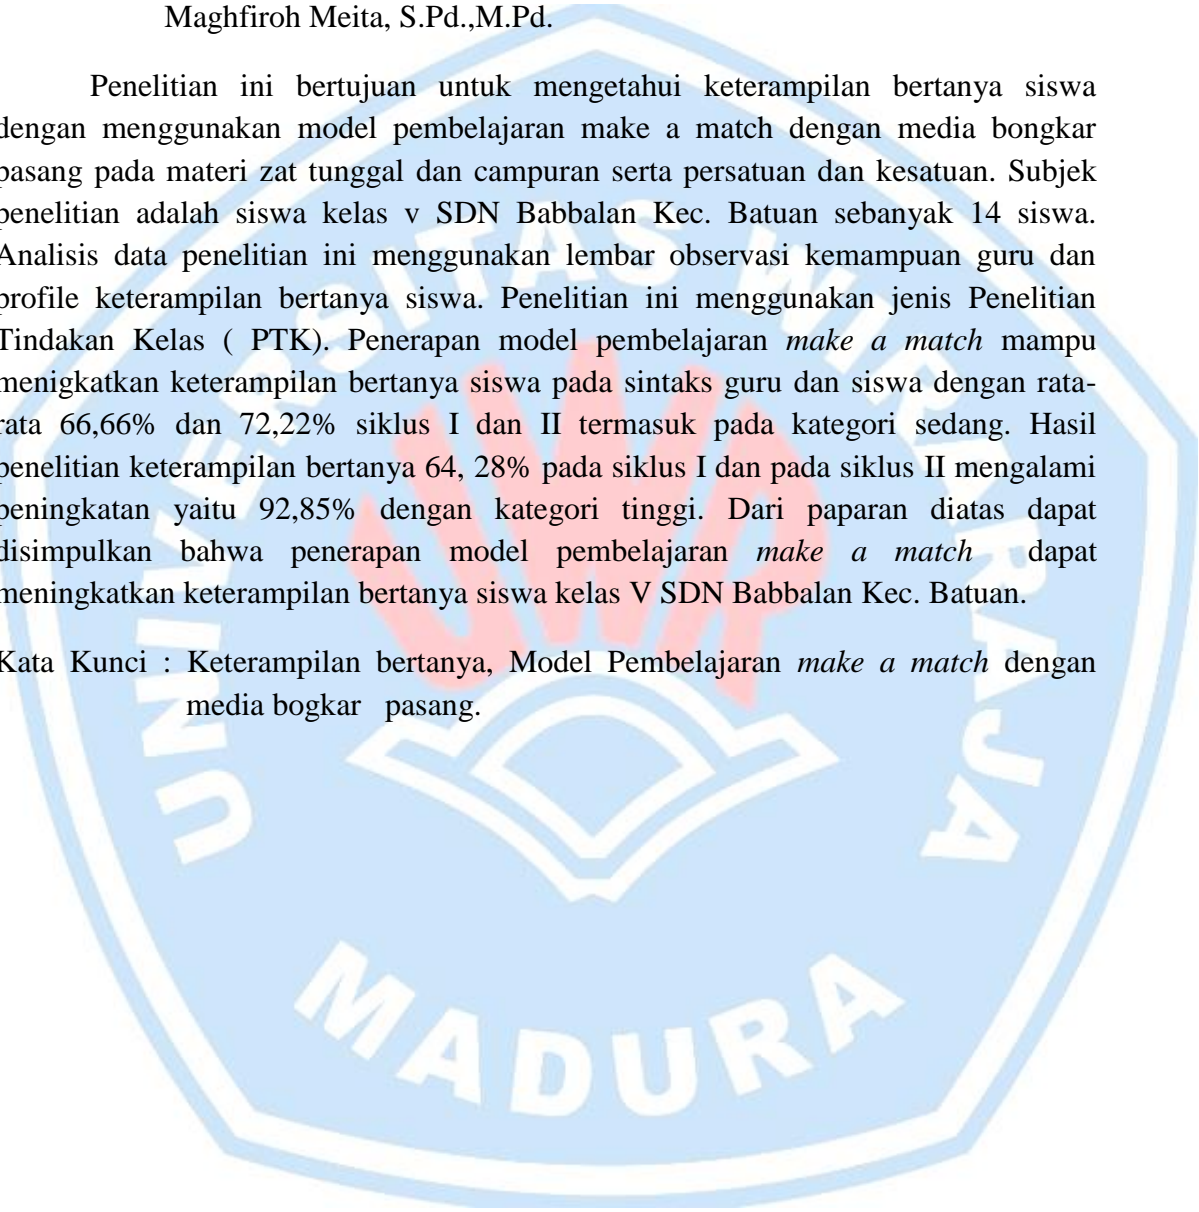 Maghfiroh Meita, S.Pd.,M.Pd.
Penelitian ini bertujuan untuk mengetahui keterampilan bertanya siswa
dengan menggunakan model pembelajaran make a match dengan media bongkar
pasang pada materi zat tunggal dan campuran serta persatuan dan kesatuan. Subjek
penelitian adalah siswa kelas v SDN Babbalan Kec. Batuan sebanyak 14 siswa.
Analisis data penelitian ini menggunakan lembar observasi kemampuan guru dan
profile keterampilan bertanya siswa. Penelitian ini menggunakan jenis Penelitian
Tindakan Kelas ( PTK). Penerapan model pembelajaran make a match mampu
menigkatkan keterampilan bertanya siswa pada sintaks guru dan siswa dengan rata-
rata 66,66% dan 72,22% siklus I dan II termasuk pada kategori sedang. Hasil
penelitian keterampilan bertanya 64, 28% pada siklus I dan pada siklus II mengalami
peningkatan yaitu 92,85% dengan kategori tinggi. Dari paparan diatas dapat
disimpulkan bahwa penerapan model pembelajaran make a match dapat
meningkatkan keterampilan bertanya siswa kelas V SDN Babbalan Kec. Batuan.
Kata Kunci : Keterampilan bertanya, Model Pembelajaran make a match dengan
media bogkar pasang.
UNIVERSITAS WIRARAJA
UWR
MADURA